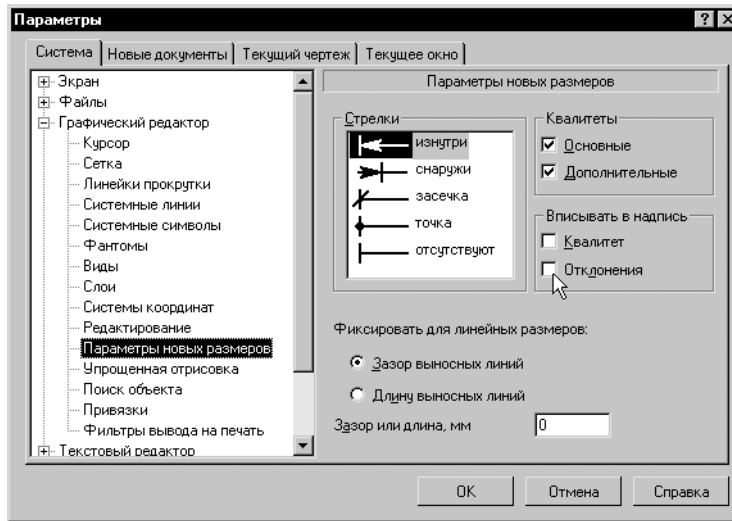 Параметры
Система
Новые документы
Текущий чертеж
Текущее окно
Экран
Файлы
Графический редактор
Курсор
Сетка
Линейки прокрутки
Системные линии
Системные символы
Фантомы
Виды
Слои
Системы координат
Редактирование
Параметры новых размеров
Упрощенная отрисовка
Поиск объекта
Привязки
Фильтры вывода на печать
Текстовый редактор
Параметры новых размеров
Стрелки
изнутри
снаружи
засечка
точка
отсутствуют
Квалитеты
Основные
Дополнительные
Вписывать в надпись
Квалитет
Отклонения
Фиксировать для линейных размеров:
Зазор выносных линий
Длину выносных линий
Зазор или длина, мм
0
OK
Отмена
Справка